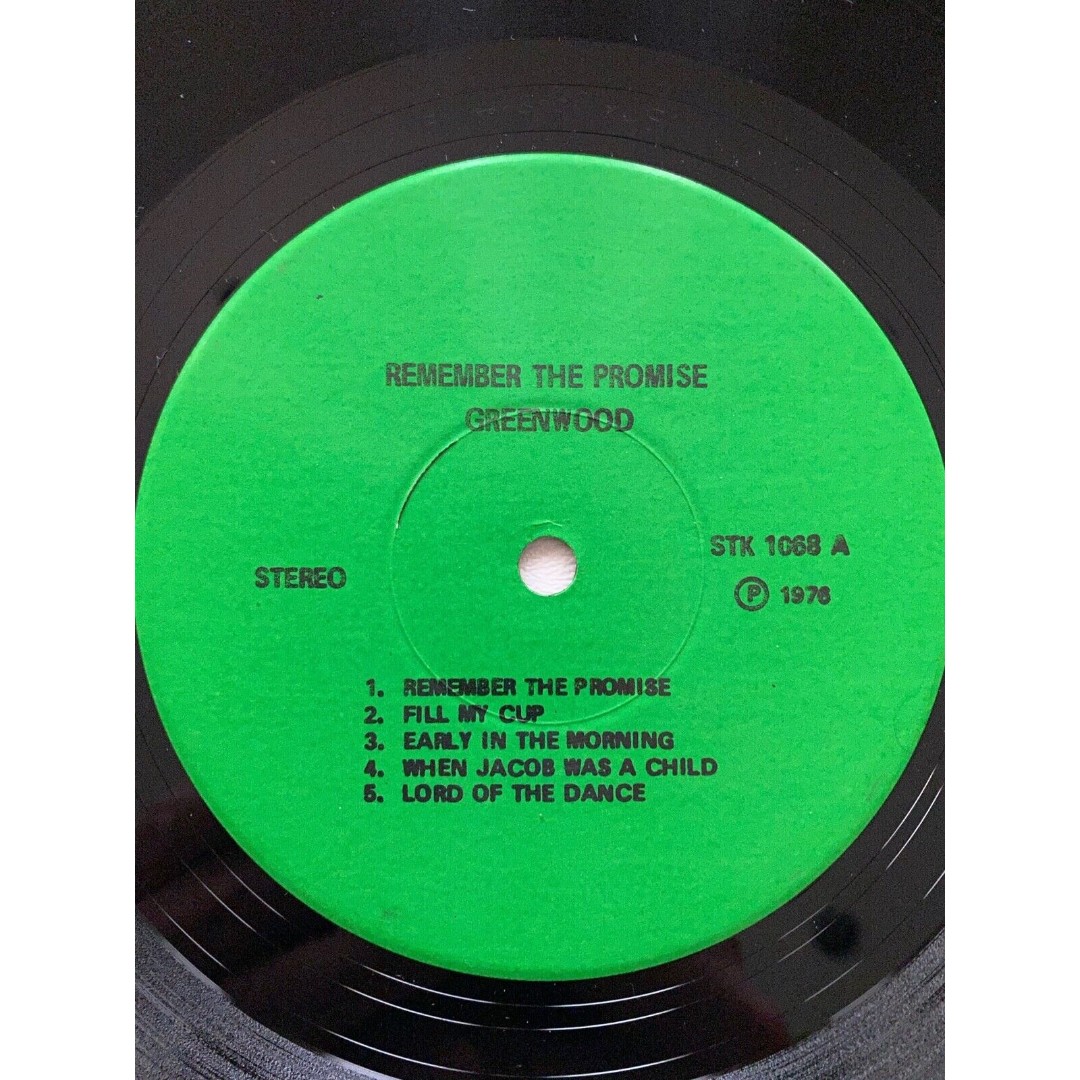 REMEMBER THE PROMISE
GREENWOOD
STK 1068 A
STEREO
Ⓟ 1976
1. REMEMBER THE PROMISE
2. FILL MY CUP
3. EARLY IN THE MORNING
4. WHEN JACOB WAS A CHILD
5. LORD OF THE DANCE